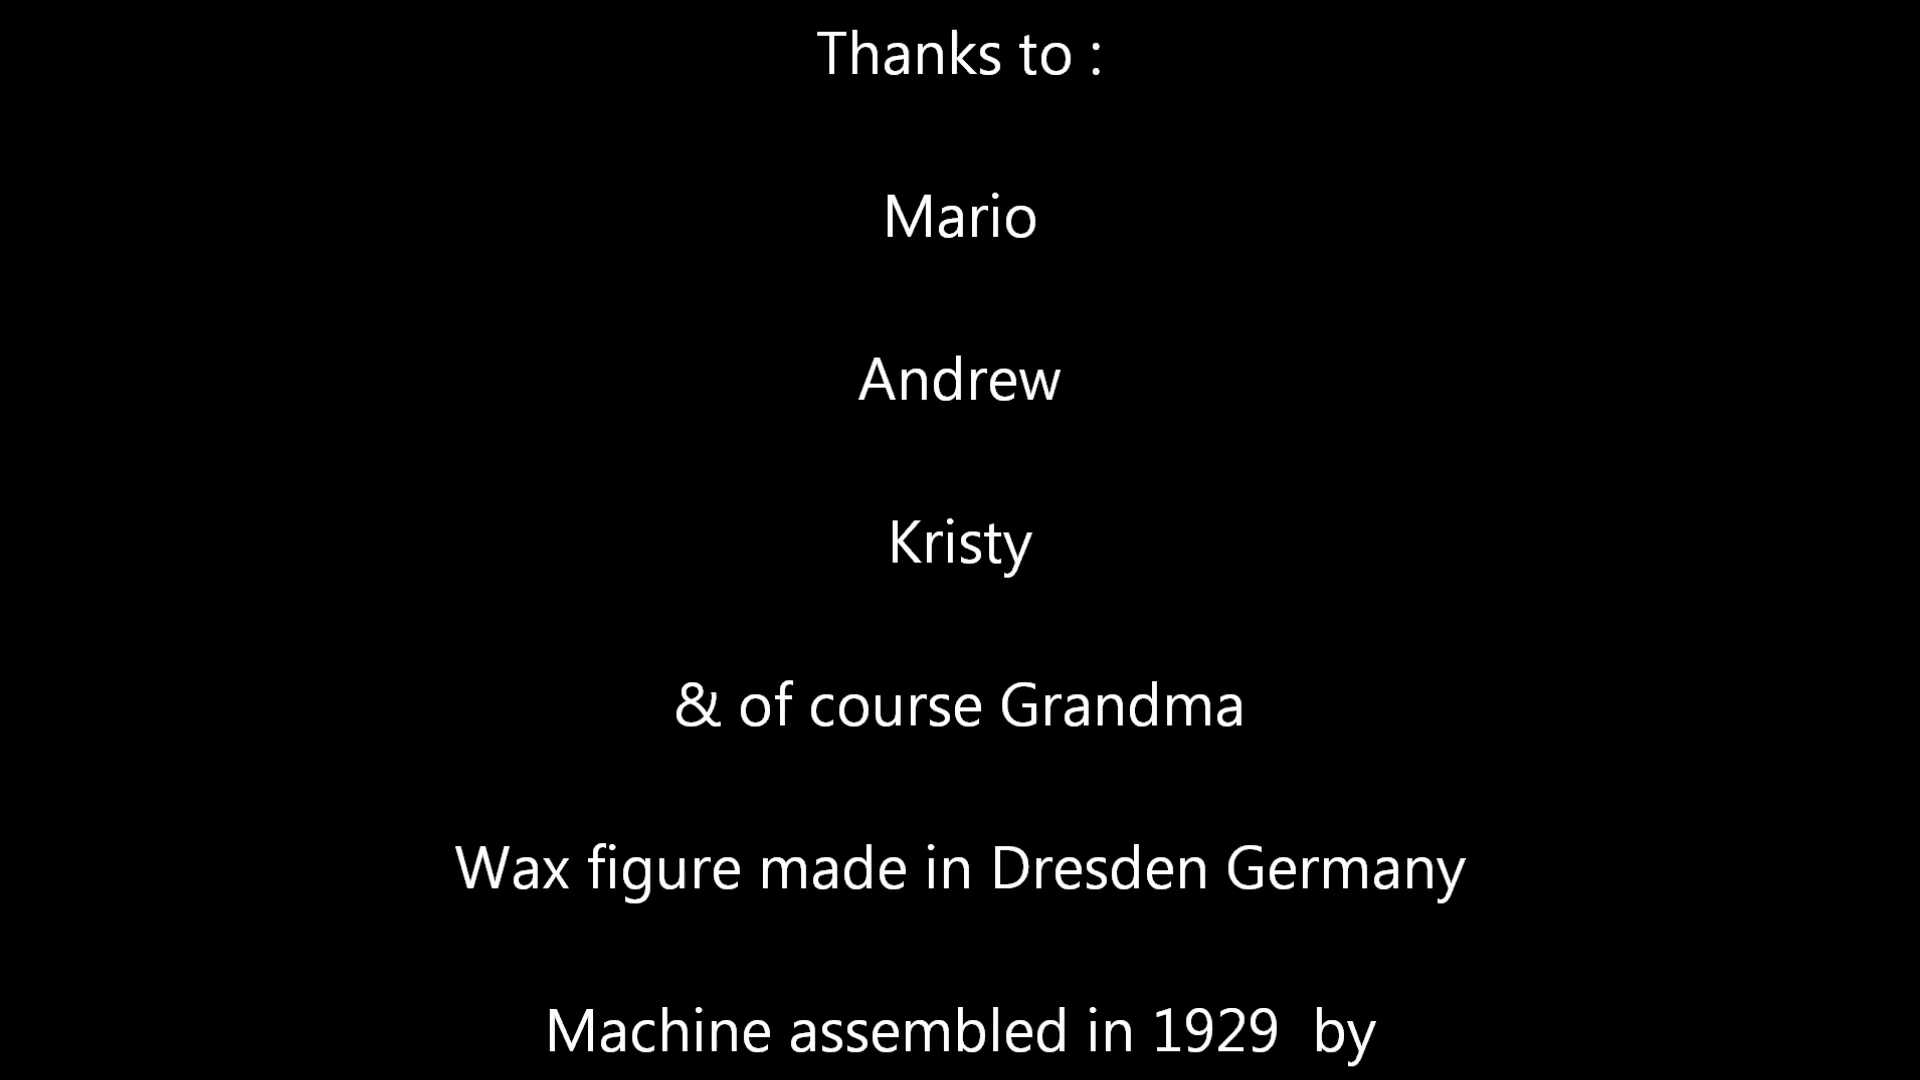 Thanks to :
Mario
Andrew
Kristy
& of course Grandma
Wax figure made in Dresden Germany
Machine assembled in 1929  by